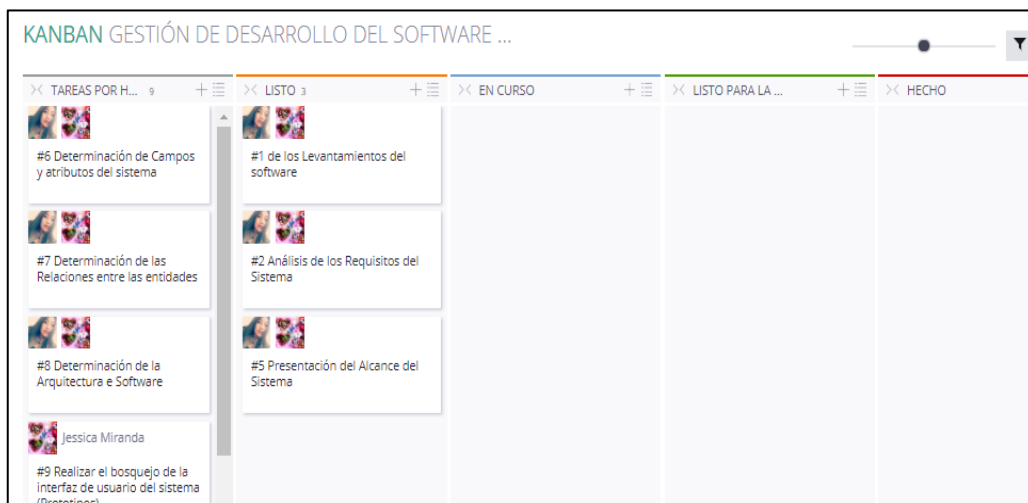 KANBAN GESTIÓN DE DESARROLLO DEL SOFTWARE ...
TAREAS POR H... 9
LISTO 3
EN CURSO
LISTO PARA LA ...
HECHO
#6 Determinación de Campos
y atributos del sistema
#7 Determinación de las
Relaciones entre las entidades
#8 Determinación de la
Arquitectura e Software
Jessica Miranda
#9 Realizar el bosquejo de la
interfaz de usuario del sistema
(Prototipos)
#1 de los Levantamientos del
software
#2 Análisis de los Requisitos del
Sistema
#5 Presentación del Alcance del
Sistema